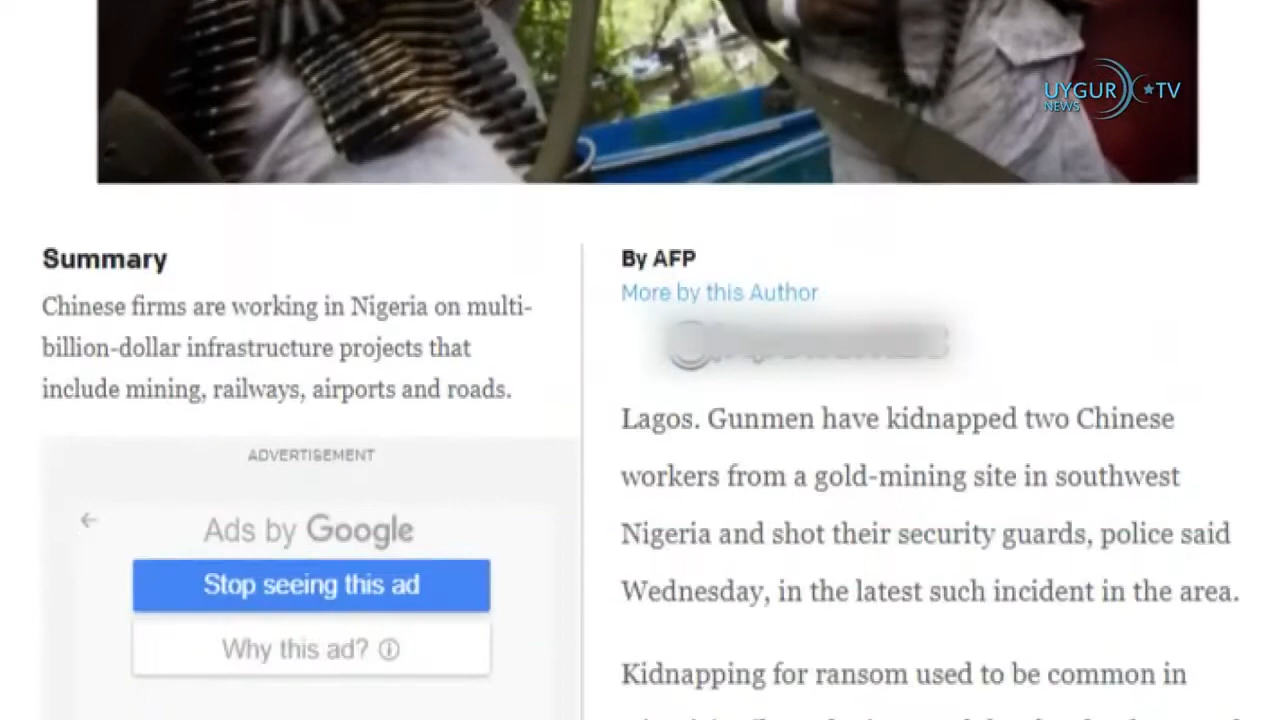 UYGUR TV
NEWS
Summary
Chinese firms are working in Nigeria on multi-
billion-dollar infrastructure projects that
include mining, railways, airports and roads.
ADVERTISEMENT
Ads by Google
Stop seeing this ad
Why this ad?
By AFP
More by this Author
Lagos. Gunmen have kidnapped two Chinese
workers from a gold-mining site in southwest
Nigeria and shot their security guards, police said
Wednesday, in the latest such incident in the area.
Kidnapping for ransom used to be common in